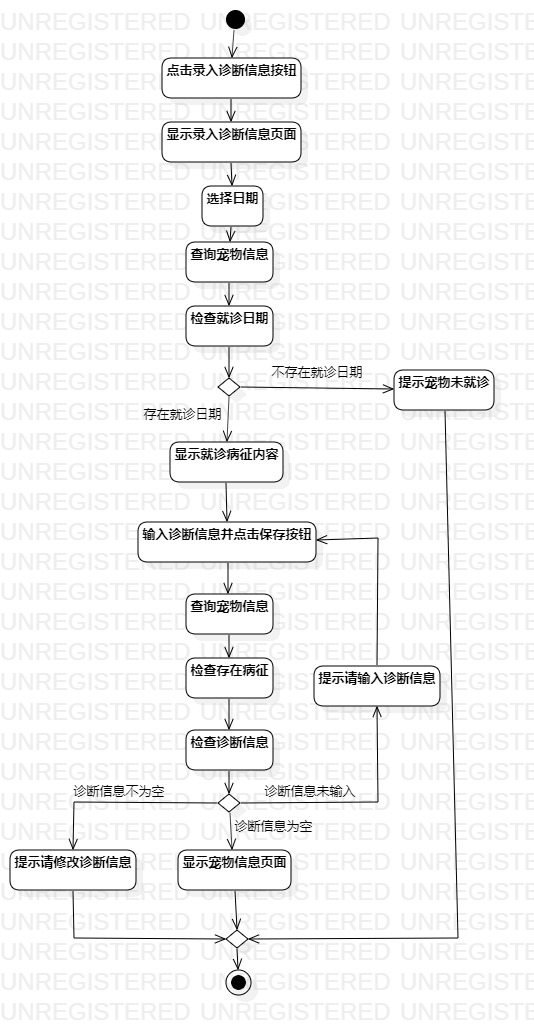 点击录入诊断信息按钮
显示录入诊断信息页面
选择日期
查询宠物信息
检查就诊日期
不存在就诊日期
提示宠物未就诊
存在就诊日期
显示就诊病征内容
输入诊断信息并点击保存按钮
查询宠物信息
检查存在病征
提示请输入诊断信息
检查诊断信息
诊断信息不为空
诊断信息未输入
诊断信息为空
提示请修改诊断信息
显示宠物信息页面
UNREGISTERED UNREGISTERED UNREGISTERED